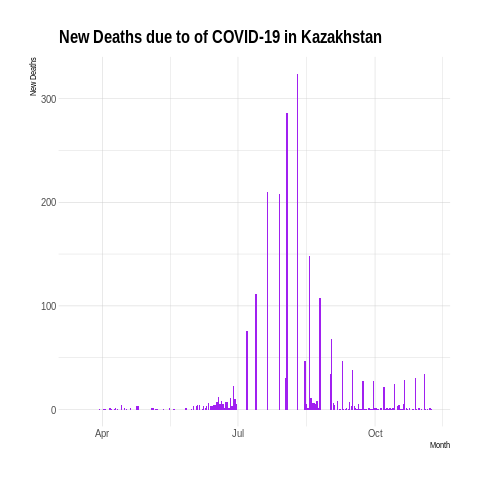 New Deaths due to of COVID-19 in Kazakhstan
New Deaths
300
200
100
0
Apr
Jul
Oct
Month